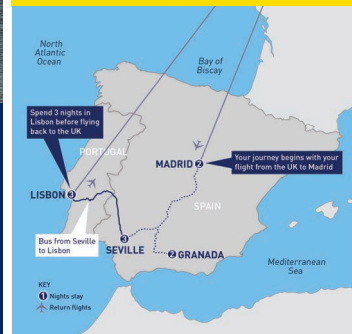 North
Atlantic
Ocean
Bay of
Biscay
Spend 3 nights in
Lisbon before flying
back to the UK
PORTUGAL
MADRID 2
Your journey begins with your
flight from the UK to Madrid
LISBON 3
SPAIN
Bus from Seville
to Lisbon
3
SEVILLE
2 GRANADA
Mediterranean
Sea
KEY
1 Nights stay
Return flights